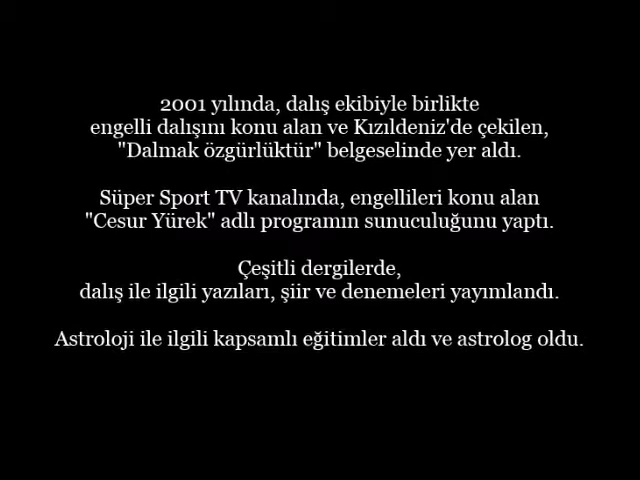 2001 yılında, dalış ekibiyle birlikte
engelli dalışını konu alan ve Kızıldeniz'de çekilen,
"Dalmak özgürlüktür" belgeselinde yer aldı.
Süper Sport TV kanalında, engellileri konu alan
"Cesur Yürek" adlı programın sunuculuğunu yaptı.
Çeşitli dergilerde,
dalış ile ilgili yazıları, şiir ve denemeleri yayımlandı.
Astroloji ile ilgili kapsamlı eğitimler aldı ve astrolog oldu.